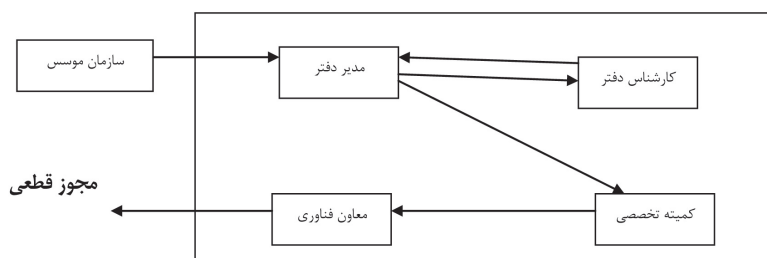 سازمان موسس
مدیر دفتر
کارشناس دفتر
مجوز قطعی
معاون فناوری
کمیته تخصصی